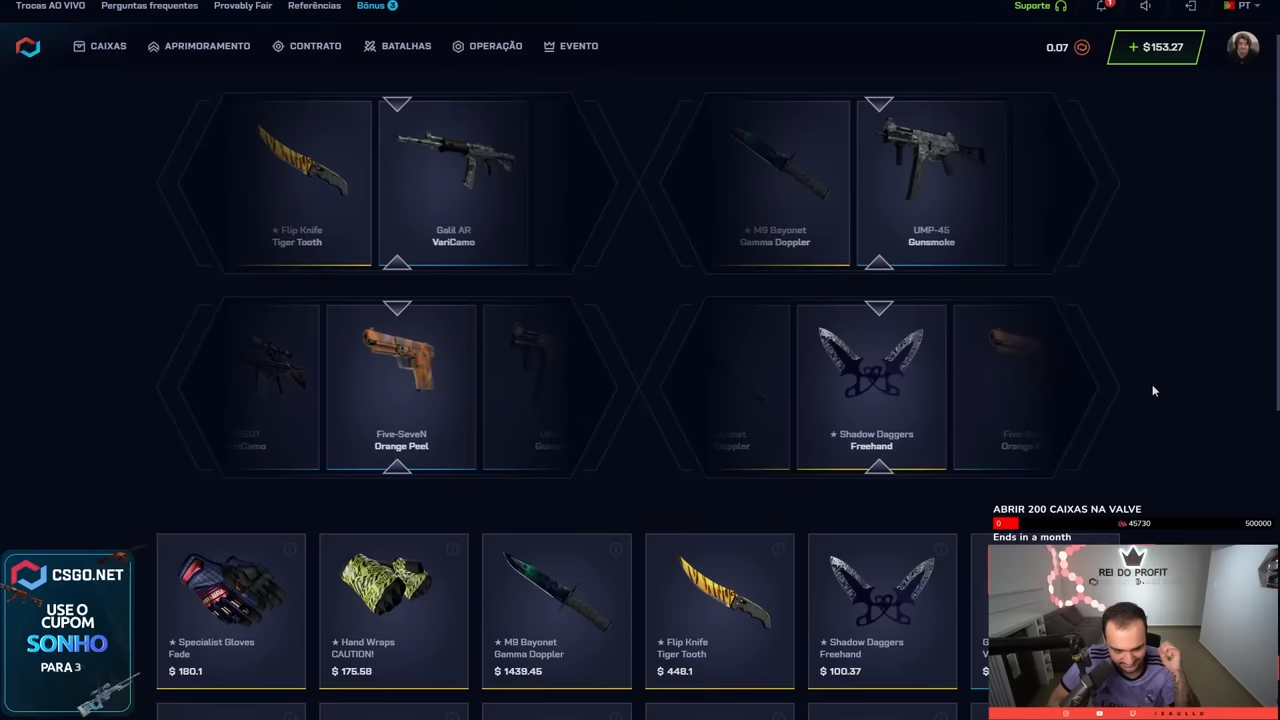 Trocas AO VIVO Perguntas frequentes Provably Fair Referências Bônus 3
Suporte 1 PT
CAIXAS APRIMORAMENTO CONTRATO BATALHAS OPERAÇÃO EVENTO 0.07 + $153.27
★ Flip Knife
Tiger Tooth
Galil AR
VariCamo
★ M9 Bayonet
Gamma Doppler
UMP-45
Gunsmoke
Five-SeveN
Orange Peel
★ Shadow Daggers
Freehand
ABRIR 200 CAIXAS NA VALVE
0 45730 500000
Ends in a month
REI DO PROFIT
CSGO.NET
USE O
CUPOM
SONHO
PARA 3
★ Specialist Gloves
Fade
$ 180.1
★ Hand Wraps
CAUTION!
$ 175.58
★ M9 Bayonet
Gamma Doppler
$ 1439.45
★ Flip Knife
Tiger Tooth
$ 448.1
★ Shadow Daggers
Freehand
$ 100.37